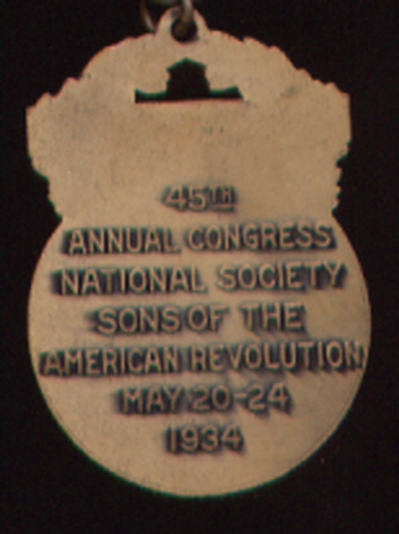 45TH
ANNUAL CONGRESS
NATIONAL SOCIETY
SONS OF THE
AMERICAN REVOLUTION
MAY 20-24
1934